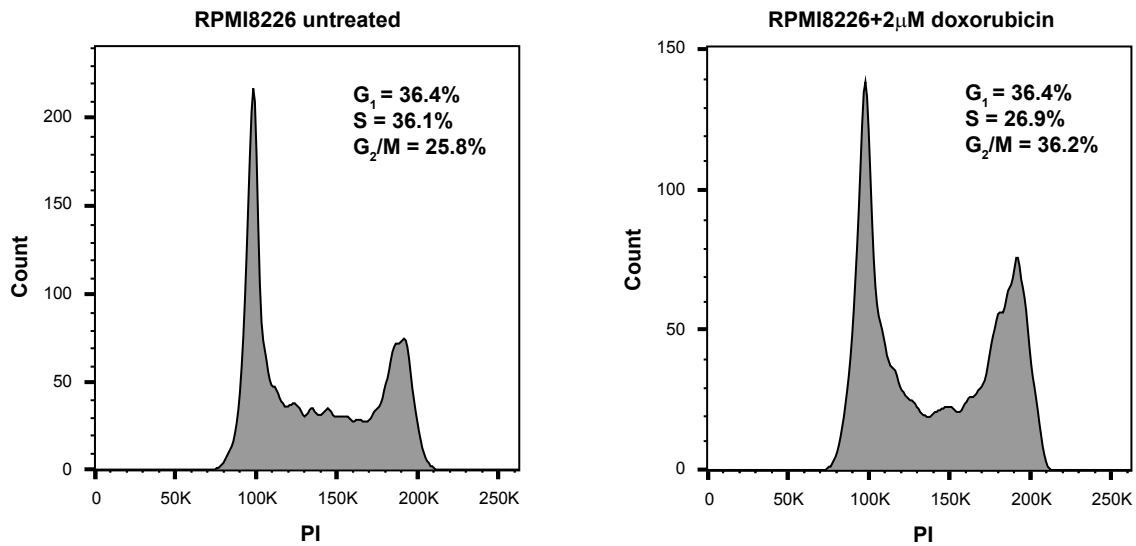 RPMI8226 untreated
G₁ = 36.4%
S = 36.1%
G₂/M = 25.8%
200
150
100
50
0
Count
0 50K 100K 150K 200K 250K
PI
RPMI8226+2μM doxorubicin
G₁ = 36.4%
S = 26.9%
G₂/M = 36.2%
150
100
50
0
Count
0 50K 100K 150K 200K 250K
PI